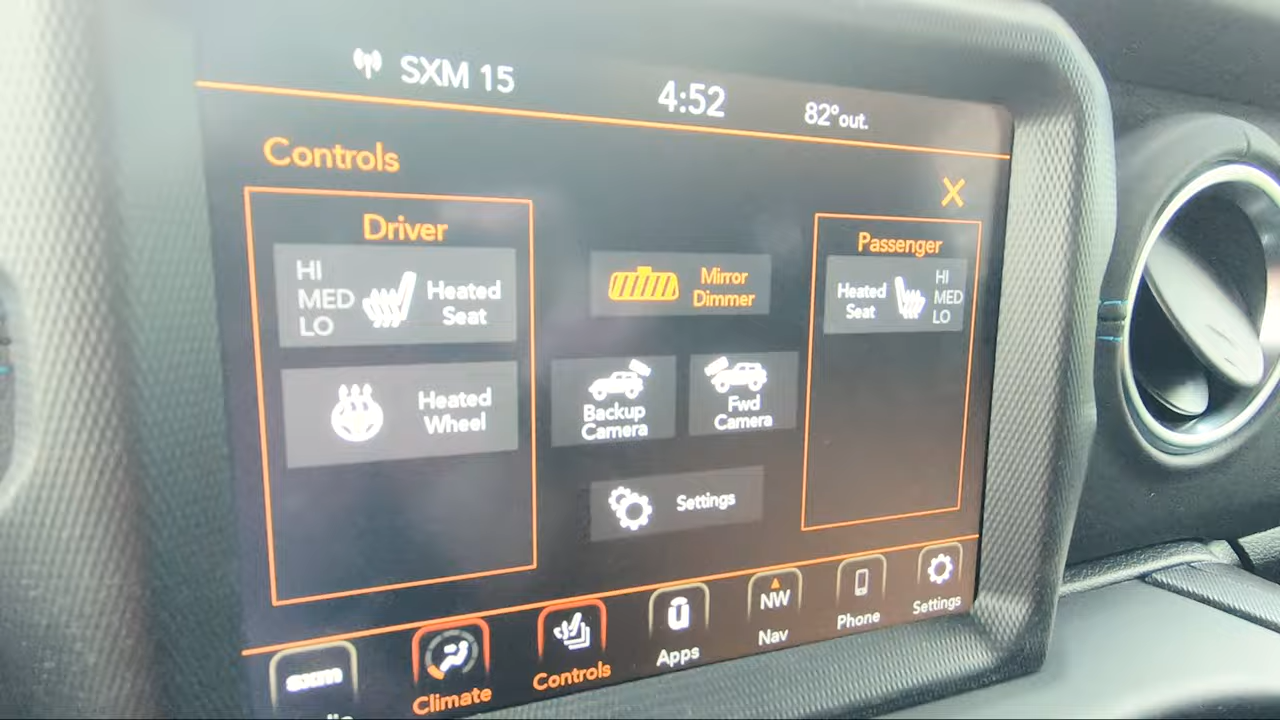 SXM 15
4:52
82° out.
Controls
X
Driver
HI
MED
LO
Heated
Seat
Heated
Wheel
Mirror
Dimmer
Backup
Camera
Fwd
Camera
Settings
Passenger
Heated
Seat
HI
MED
LO
sxm
Climate
Controls
Apps
NW
Nav
Phone
Settings